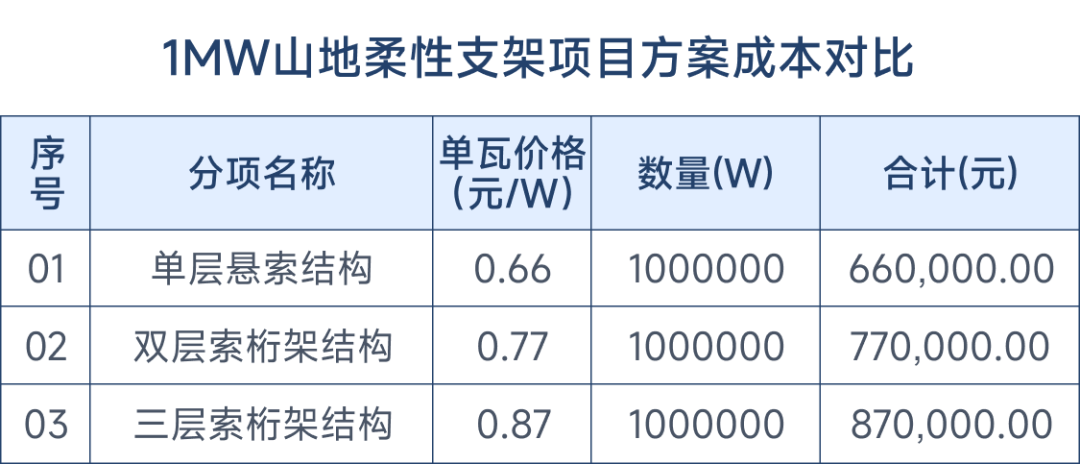 1MW山地柔性支架项目方案成本对比
序号 分项名称 单瓦价格(元/W) 数量(W) 合计(元)
01 单层悬索结构 0.66 1000000 660,000.00
02 双层索桁架结构 0.77 1000000 770,000.00
03 三层索桁架结构 0.87 1000000 870,000.00